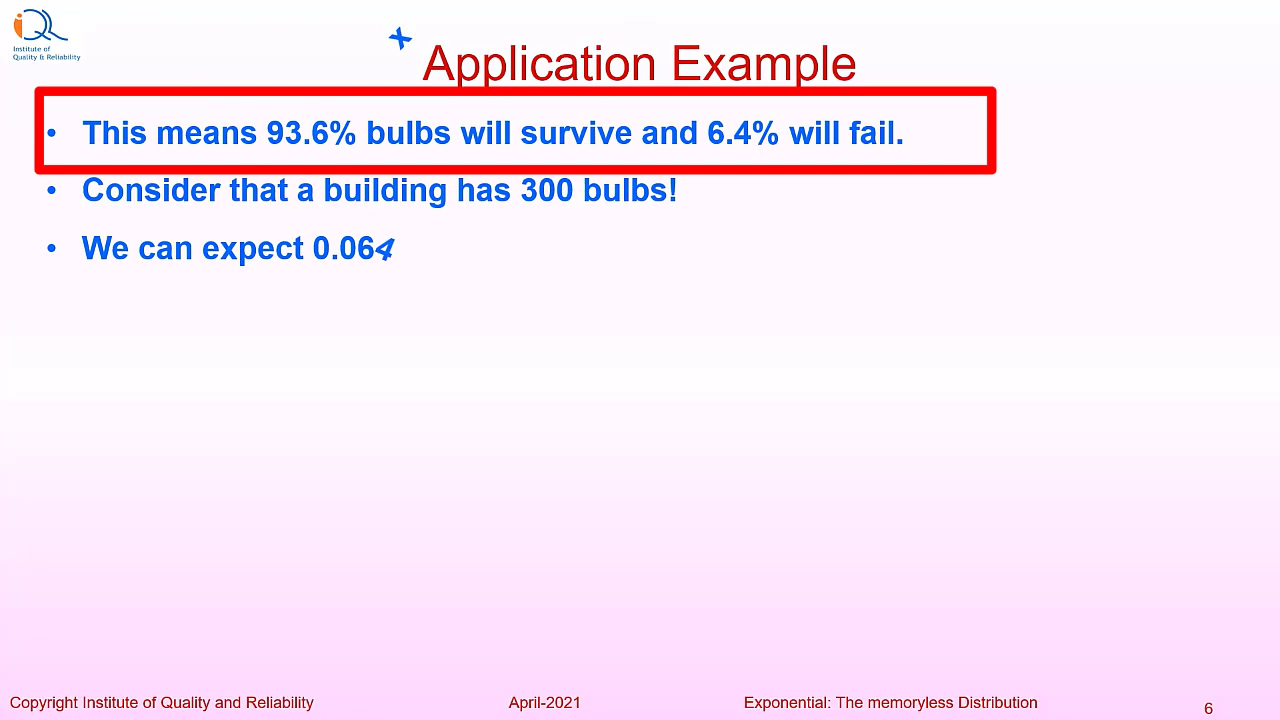 iQR
Institute of
Quality & Reliability
x
Application Example
• This means 93.6% bulbs will survive and 6.4% will fail.
• Consider that a building has 300 bulbs!
• We can expect 0.064
Copyright Institute of Quality and Reliability
April-2021
Exponential: The memoryless Distribution
6